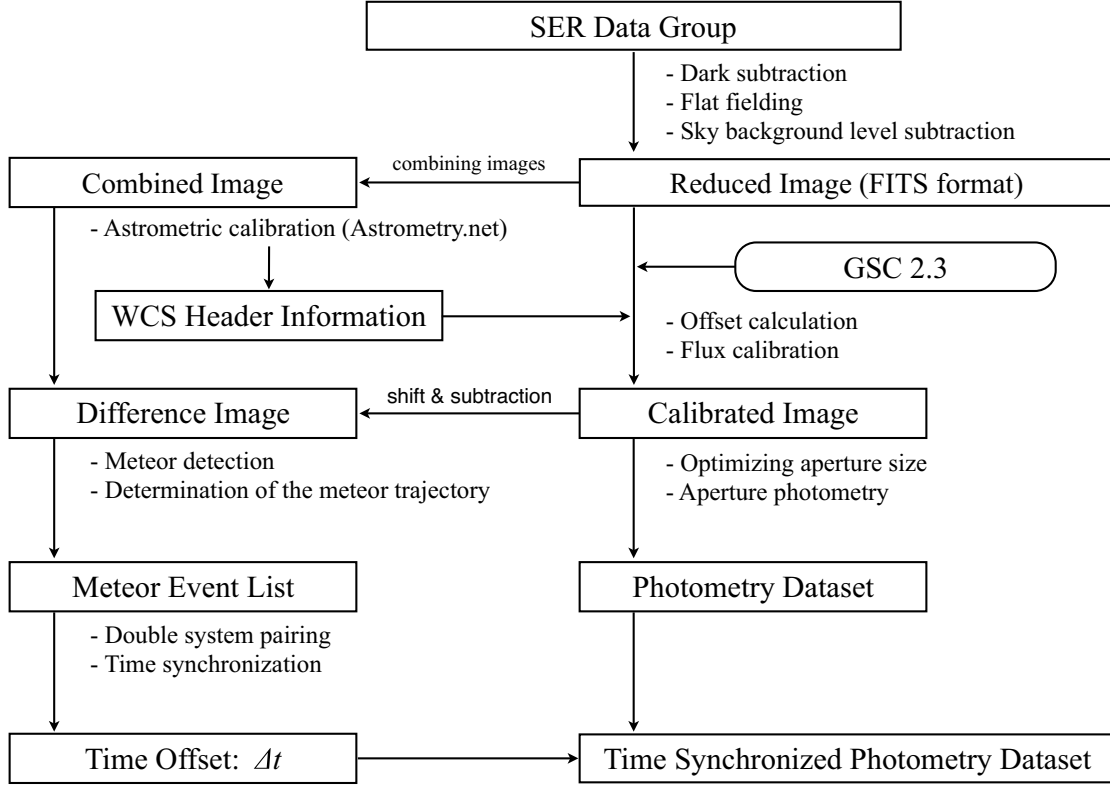 SER Data Group
- Dark subtraction
- Flat fielding
- Sky background level subtraction
Combined Image
combining images
Reduced Image (FITS format)
- Astrometric calibration (Astrometry.net)
GSC 2.3
WCS Header Information
- Offset calculation
- Flux calibration
Difference Image
shift & subtraction
Calibrated Image
- Meteor detection
- Determination of the meteor trajectory
- Optimizing aperture size
- Aperture photometry
Meteor Event List
Photometry Dataset
- Double system pairing
- Time synchronization
Time Offset: Δt
Time Synchronized Photometry Dataset